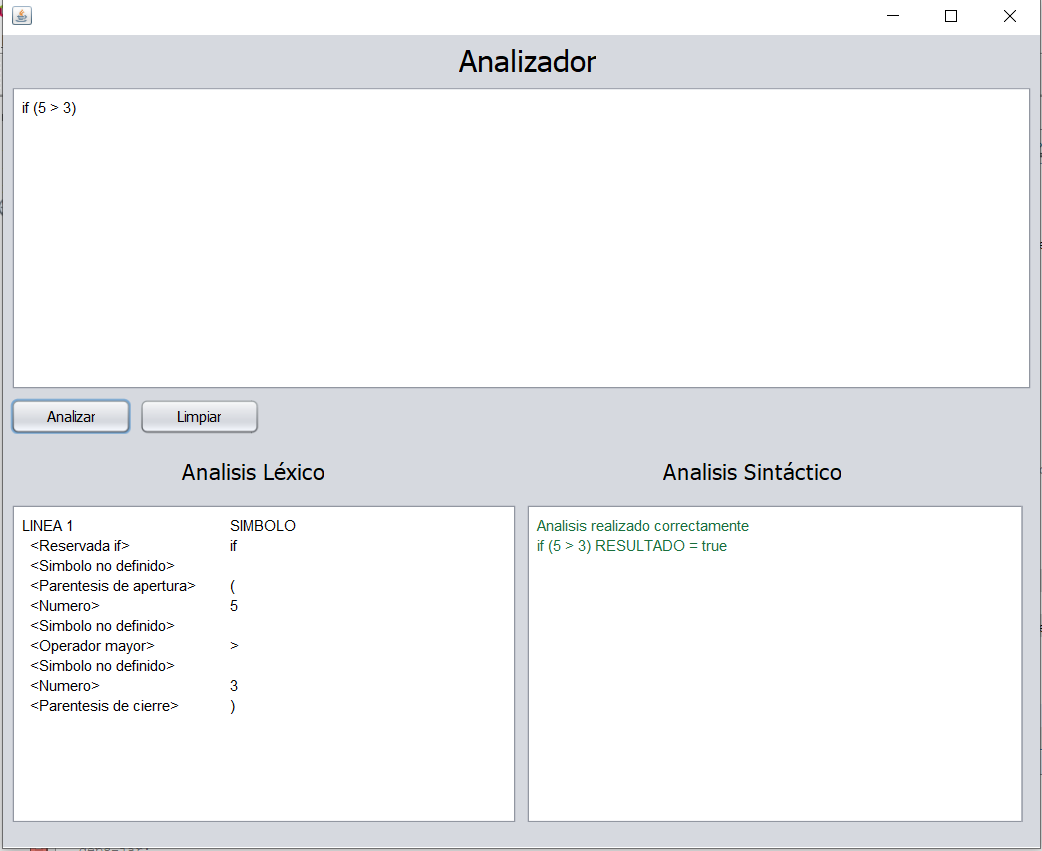 Analizador
if (5 > 3)
Analizar Limpiar
Analisis Léxico
LINEA 1 SIMBOLO
<Reservada if> if
<Simbolo no definido>
<Parentesis de apertura> (
<Numero> 5
<Simbolo no definido>
<Operador mayor> >
<Simbolo no definido>
<Numero> 3
<Parentesis de cierre> )
Analisis Sintáctico
Analisis realizado correctamente
if (5 > 3) RESULTADO = true